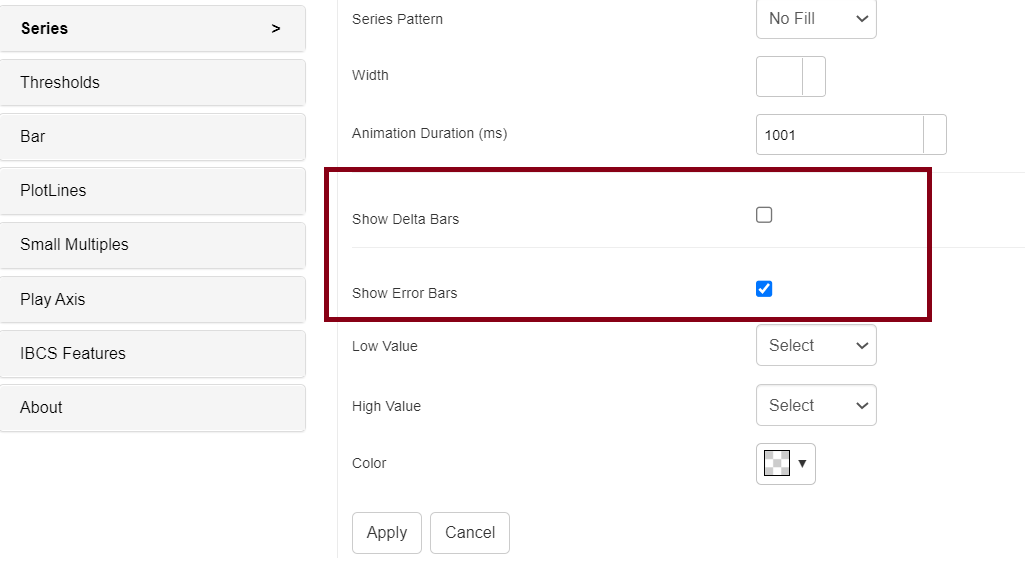 Series >
Thresholds
Bar
PlotLines
Small Multiples
Play Axis
IBCS Features
About
Series Pattern No Fill
Width
Animation Duration (ms) 1001
Show Delta Bars
Show Error Bars
Low Value Select
High Value Select
Color
Apply Cancel